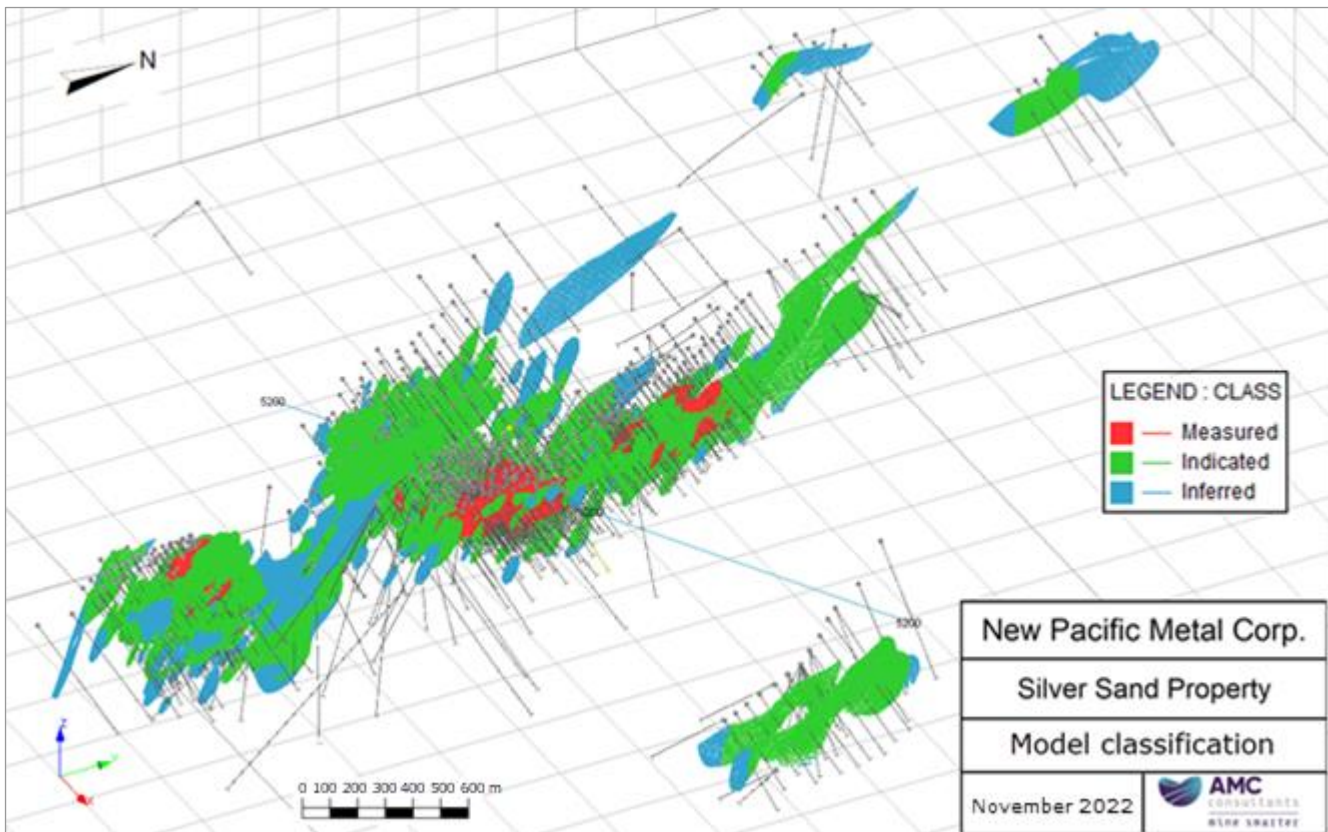 N
5200
LEGEND : CLASS
Measured
Indicated
Inferred
5200
New Pacific Metal Corp.
Silver Sand Property
Model classification
November 2022
AMC
consultants
mine smarter
Z
Y
X
0 100 200 300 400 500 600 m